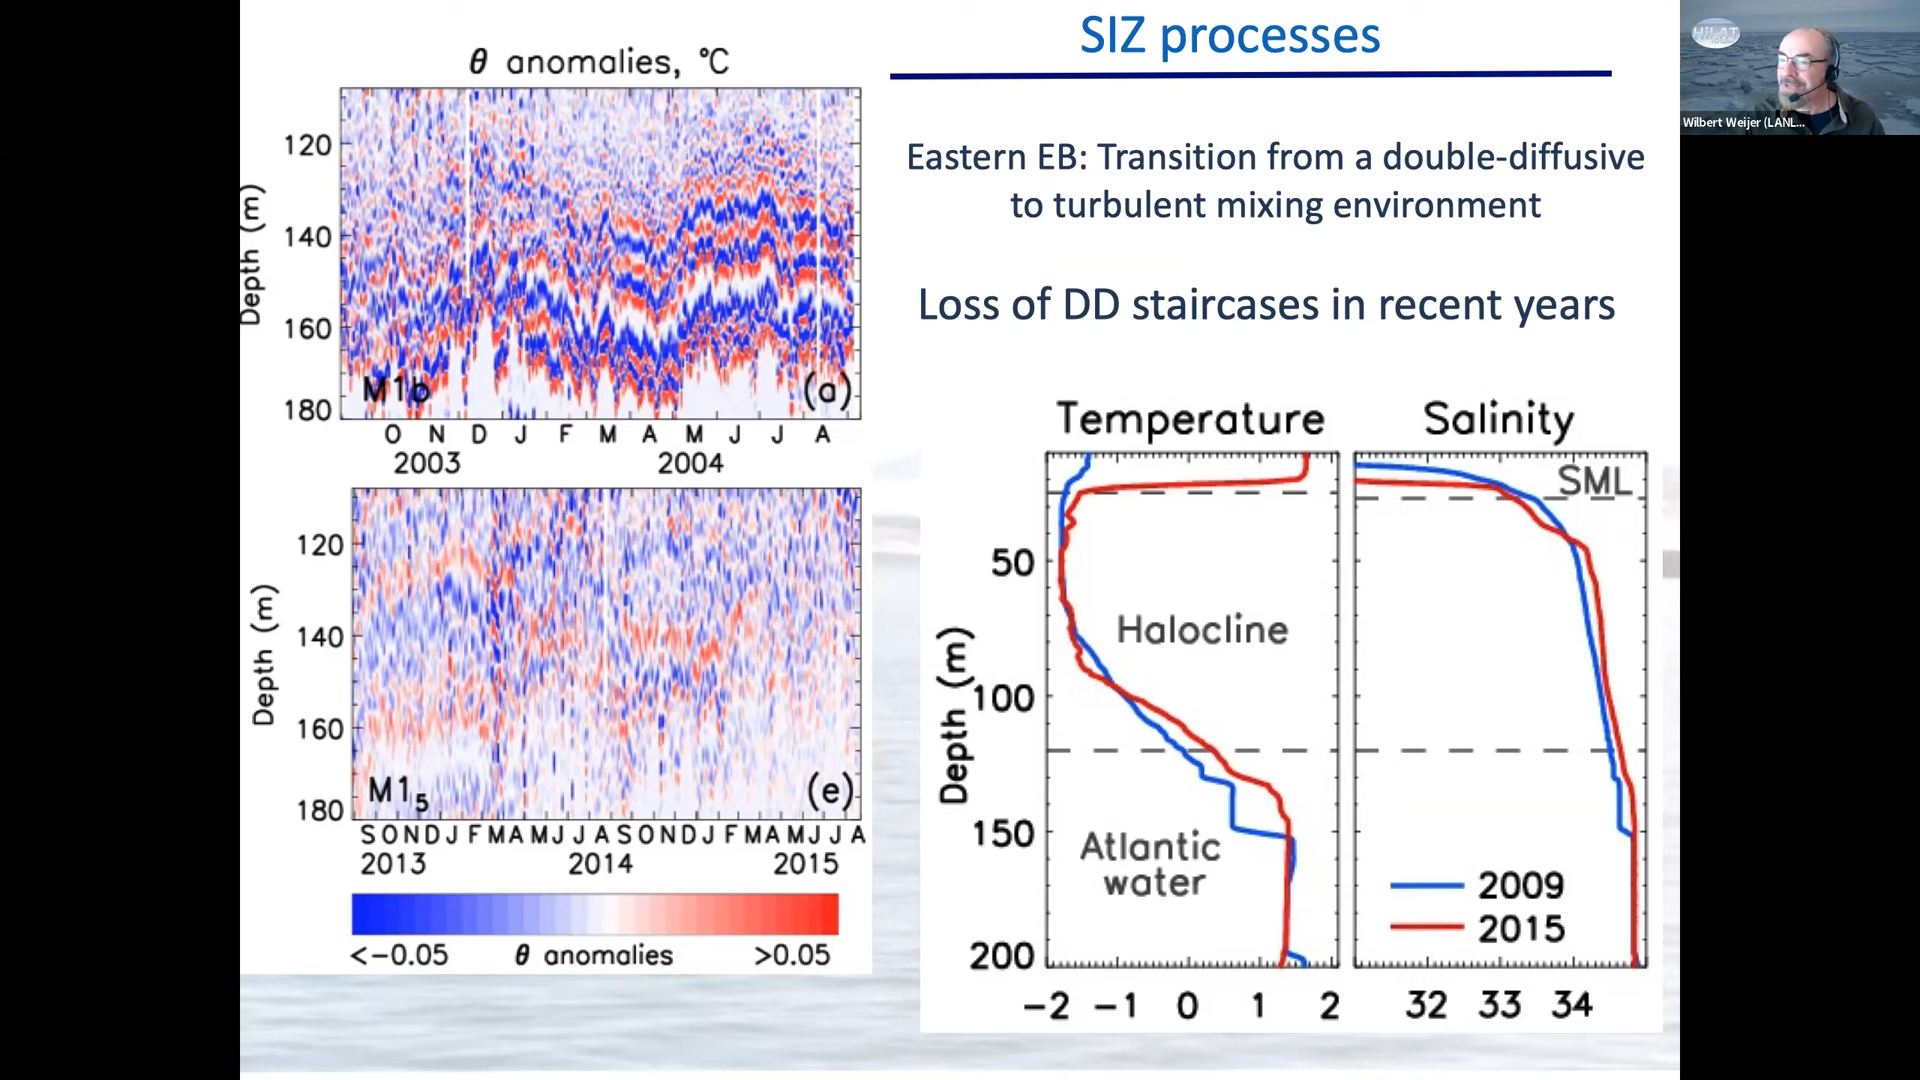 SIZ processes
Eastern EB: Transition from a double-diffusive
to turbulent mixing environment
Loss of DD staircases in recent years
θ anomalies, °C
Depth (m)
120
140
160
180
M1b
(a)
O N D J F M A M J J A
2003 2004
Depth (m)
120
140
160
180
M1₅
(e)
S O N D J F M A M J J A S O N D J F M A M J J A
2013 2014 2015
<-0.05 θ anomalies >0.05
Temperature Salinity
SML
Halocline
Atlantic
water
Depth (m)
50
100
150
200
2009
2015
-2 -1 0 1 2
32 33 34
HiLAT
Wilbert Weijer (LANL...